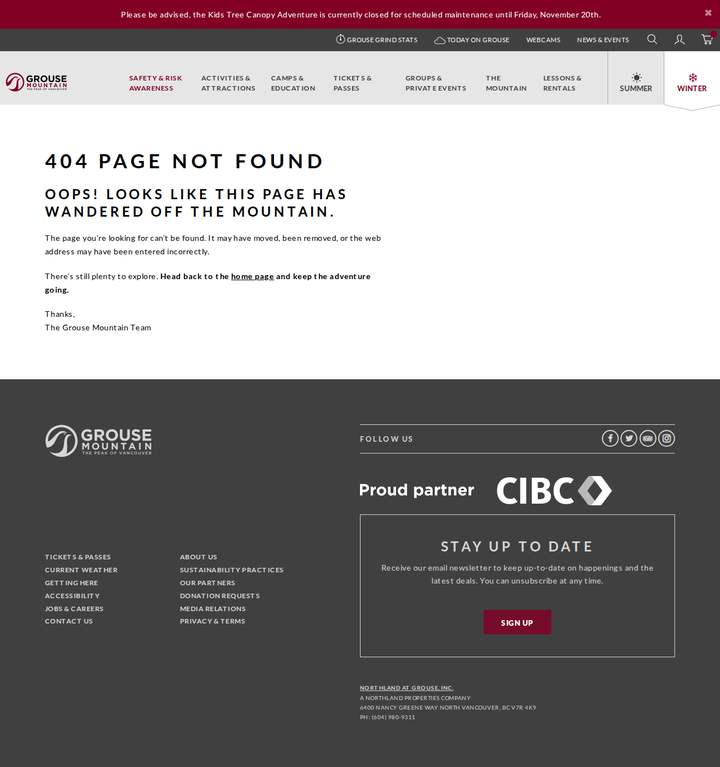 Please be advised, the Kids Tree Canopy Adventure is currently closed for scheduled maintenance until Friday, November 20th.
GROUSE GRIND STATS
TODAY ON GROUSE
WEBCAMS
NEWS & EVENTS
GROUSE
MOUNTAIN
THE PEAK OF VANCOUVER
SAFETY & RISK
AWARENESS
ACTIVITIES &
ATTRACTIONS
CAMPS &
EDUCATION
TICKETS &
PASSES
GROUPS &
PRIVATE EVENTS
THE
MOUNTAIN
LESSONS &
RENTALS
SUMMER
WINTER
404 PAGE NOT FOUND
OOPS! LOOKS LIKE THIS PAGE HAS
WANDERED OFF THE MOUNTAIN.
The page you're looking for can't be found. It may have moved, been removed, or the web
address may have been entered incorrectly.
There's still plenty to explore. Head back to the home page and keep the adventure
going.
Thanks,
The Grouse Mountain Team
GROUSE
MOUNTAIN
THE PEAK OF VANCOUVER
FOLLOW US
Proud partner CIBC
STAY UP TO DATE
Receive our email newsletter to keep up-to-date on happenings and the
latest deals. You can unsubscribe at any time.
SIGN UP
TICKETS & PASSES
CURRENT WEATHER
GETTING HERE
ACCESSIBILITY
JOBS & CAREERS
CONTACT US
ABOUT US
SUSTAINABILITY PRACTICES
OUR PARTNERS
DONATION REQUESTS
MEDIA RELATIONS
PRIVACY & TERMS
NORTHLAND AT GROUSE, INC.
A NORTHLAND PROPERTIES COMPANY
6400 NANCY GREENE WAY NORTH VANCOUVER, BC V7R 4K9
PH: (604) 980-9311